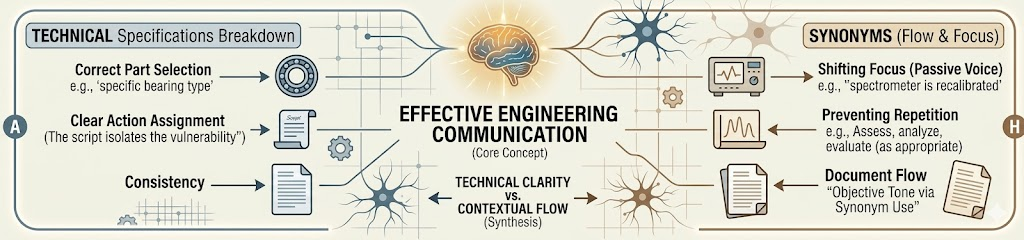 TECHNICAL Specifications Breakdown
A
Correct Part Selection
e.g., 'specific bearing type'
Clear Action Assignment
(The script isolates the vulnerability")
Script
Consistency
EFFECTIVE ENGINEERING
COMMUNICATION
(Core Concept)
TECHNICAL CLARITY
vs.
CONTEXTUAL FLOW
(Synthesis)
SYNONYMS (Flow & Focus)
Shifting Focus (Passive Voice)
e.g., "spectrometer is recalibrated'
Preventing Repetition
e.g., Assess, analyze,
evaluate (as appropriate)
H
Document Flow
"Objective Tone via
Synonym Use"